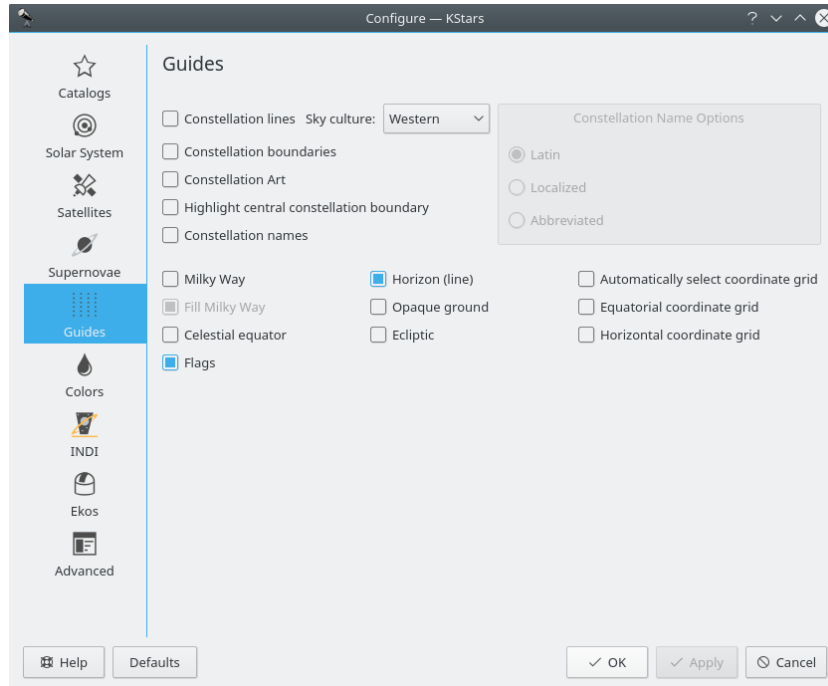 Configure — KStars
Catalogs
Solar System
Satellites
Supernovae
Guides
Colors
INDI
Ekos
Advanced
Guides
Constellation lines Sky culture: Western
Constellation boundaries
Constellation Art
Highlight central constellation boundary
Constellation names
Constellation Name Options
Latin
Localized
Abbreviated
Milky Way Horizon (line) Automatically select coordinate grid
Fill Milky Way Opaque ground Equatorial coordinate grid
Celestial equator Ecliptic Horizontal coordinate grid
Flags
Help Defaults OK Apply Cancel